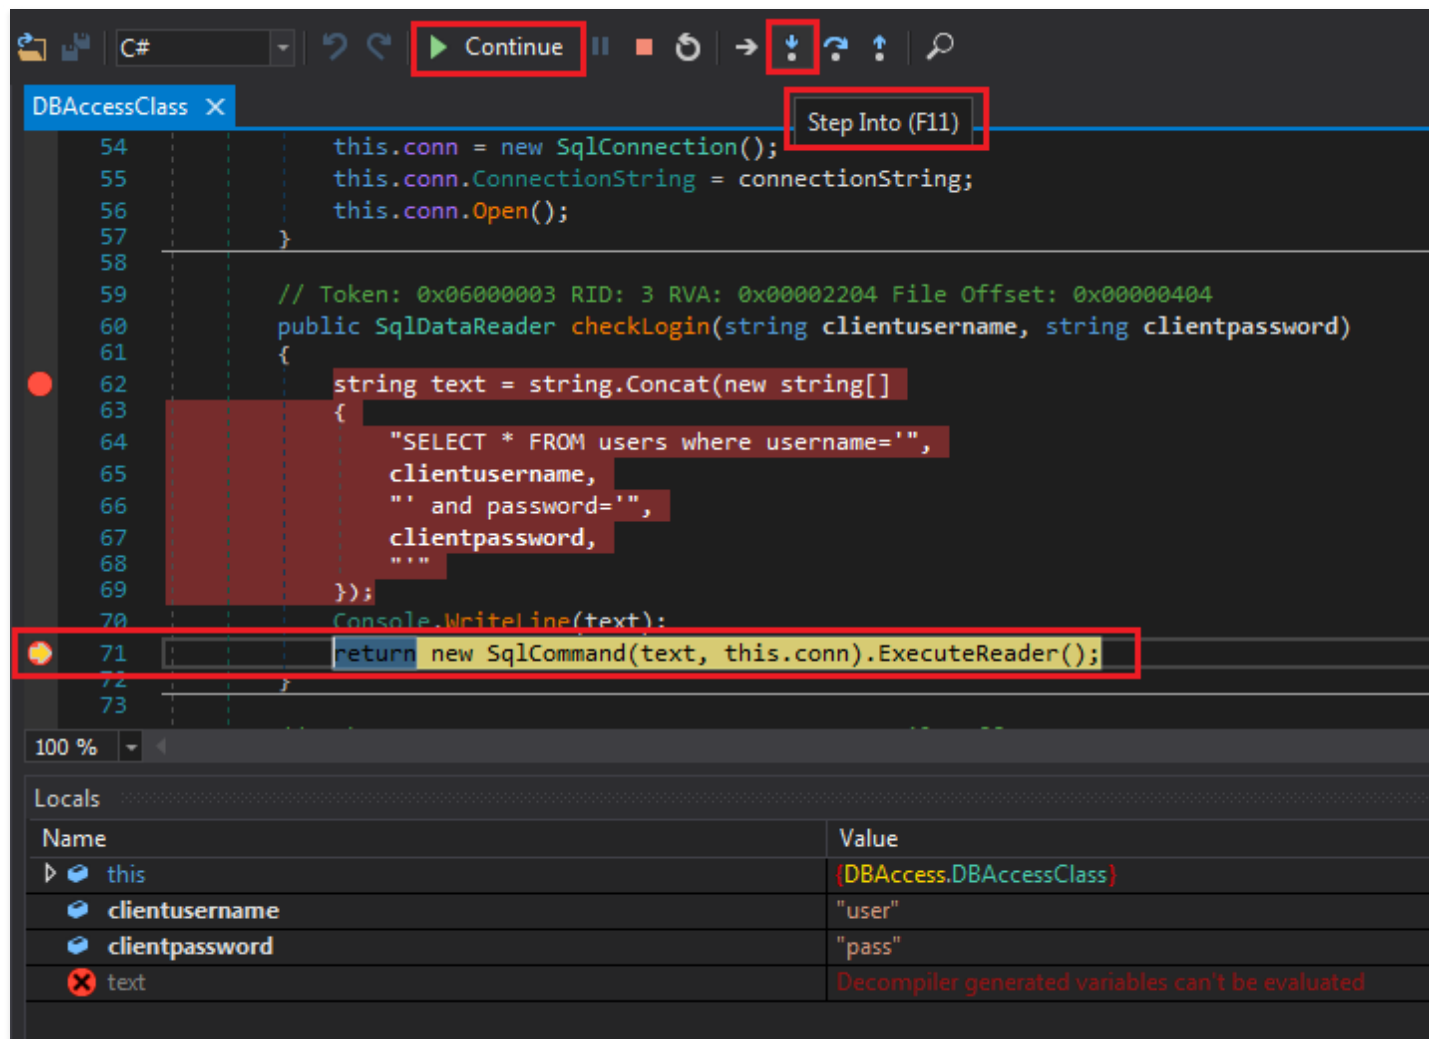 C#
Continue
DBAccessClass
Step Into (F11)
54 this.conn = new SqlConnection();
55 this.conn.ConnectionString = connectionString;
56 this.conn.Open();
57 }
58
59 // Token: 0x06000003 RID: 3 RVA: 0x00002204 File Offset: 0x00000404
60 public SqlDataReader checkLogin(string clientusername, string clientpassword)
61 {
62 string text = string.Concat(new string[]
63 {
64 "SELECT * FROM users where username='",
65 clientusername,
66 "' and password='",
67 clientpassword,
68 "'"
69 });
70 Console.WriteLine(text);
71 return new SqlCommand(text, this.conn).ExecuteReader();
72 }
73
100 %
Locals
Name Value
this {DBAccess.DBAccessClass}
clientusername "user"
clientpassword "pass"
text Decompiler generated variables can't be evaluated